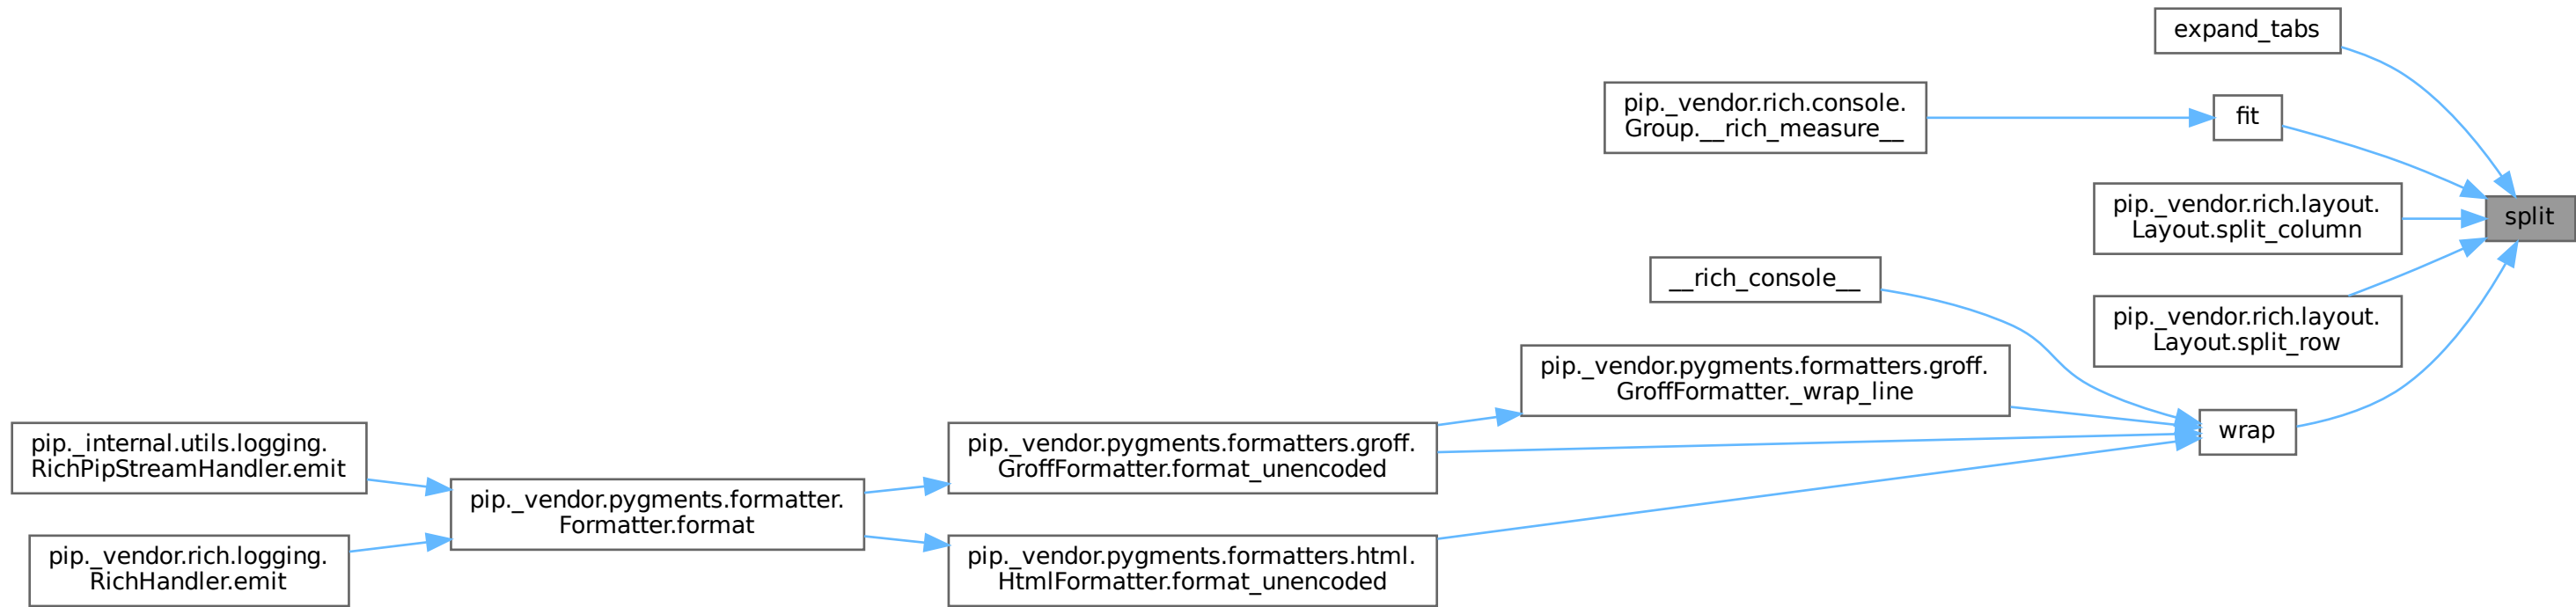 expand_tabs
pip._vendor.rich.console.
Group.__rich_measure__
fit
pip._vendor.rich.layout.
Layout.split_column
split
__rich_console__
pip._vendor.rich.layout.
Layout.split_row
pip._vendor.pygments.formatters.groff.
GroffFormatter._wrap_line
wrap
pip._internal.utils.logging.
RichPipStreamHandler.emit
pip._vendor.pygments.formatters.groff.
GroffFormatter.format_unencoded
pip._vendor.pygments.formatter.
Formatter.format
pip._vendor.rich.logging.
RichHandler.emit
pip._vendor.pygments.formatters.html.
HtmlFormatter.format_unencoded